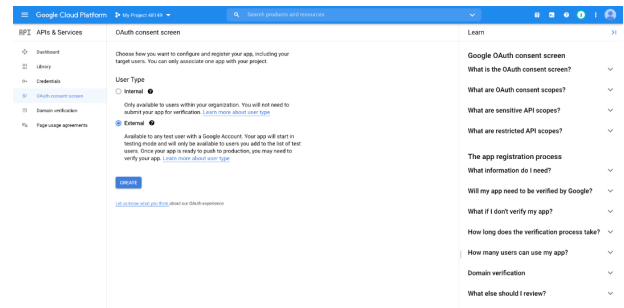 Google Cloud Platform
My Project 48149
Search products and resources
API APIs & Services
Dashboard
Library
Credentials
OAuth consent screen
Domain verification
Page usage agreements
OAuth consent screen
Choose how you want to configure and register your app, including your
target users. You can only associate one app with your project.
User Type
Internal
Only available to users within your organization. You will not need to
submit your app for verification. Learn more about user type
External
Available to any test user with a Google Account. Your app will start in
testing mode and will only be available to users you add to the list of test
users. Once your app is ready to push to production, you may need to
verify your app. Learn more about user type
CREATE
Let us know what you think about our OAuth experience
Learn
Google OAuth consent screen
What is the OAuth consent screen?
What are OAuth consent scopes?
What are sensitive API scopes?
What are restricted API scopes?
The app registration process
What information do I need?
Will my app need to be verified by Google?
What if I don't verify my app?
How long does the verification process take?
How many users can use my app?
Domain verification
What else should I review?